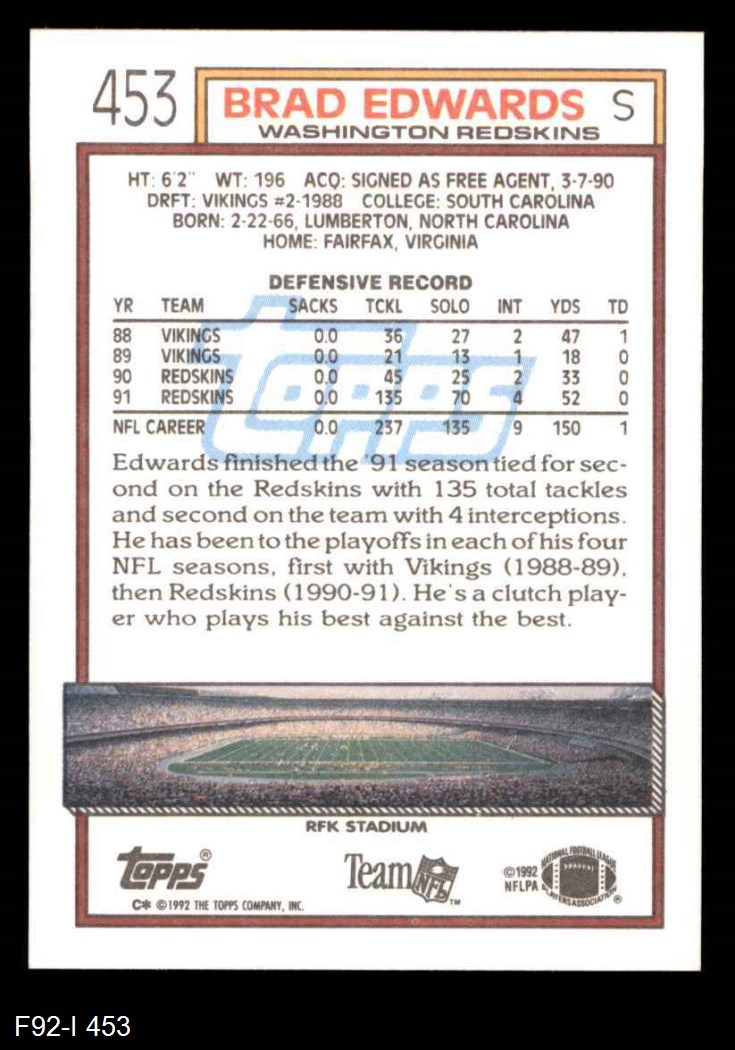 453 BRAD EDWARDS S
WASHINGTON REDSKINS
HT: 6'2" WT: 196 ACQ: SIGNED AS FREE AGENT, 3-7-90
DRFT: VIKINGS #2-1988 COLLEGE: SOUTH CAROLINA
BORN: 2-22-66, LUMBERTON, NORTH CAROLINA
HOME: FAIRFAX, VIRGINIA
DEFENSIVE RECORD
YR TEAM SACKS TCKL SOLO INT YDS TD
88 VIKINGS 0.0 36 27 2 47 1
89 VIKINGS 0.0 21 13 1 18 0
90 REDSKINS 0.0 45 25 2 33 0
91 REDSKINS 0.0 135 70 4 52 0
NFL CAREER 0.0 237 135 9 150 1
topps
Edwards finished the '91 season tied for sec-
ond on the Redskins with 135 total tackles
and second on the team with 4 interceptions.
He has been to the playoffs in each of his four
NFL seasons, first with Vikings (1988-89),
then Redskins (1990-91). He's a clutch play-
er who plays his best against the best.
RFK STADIUM
topps®
Team NFL™
©1992
NFLPA
NATIONAL FOOTBALL LEAGUE
PLAYERS ASSOCIATION ®
C* ©1992 THE TOPPS COMPANY, INC.
F92-I 453